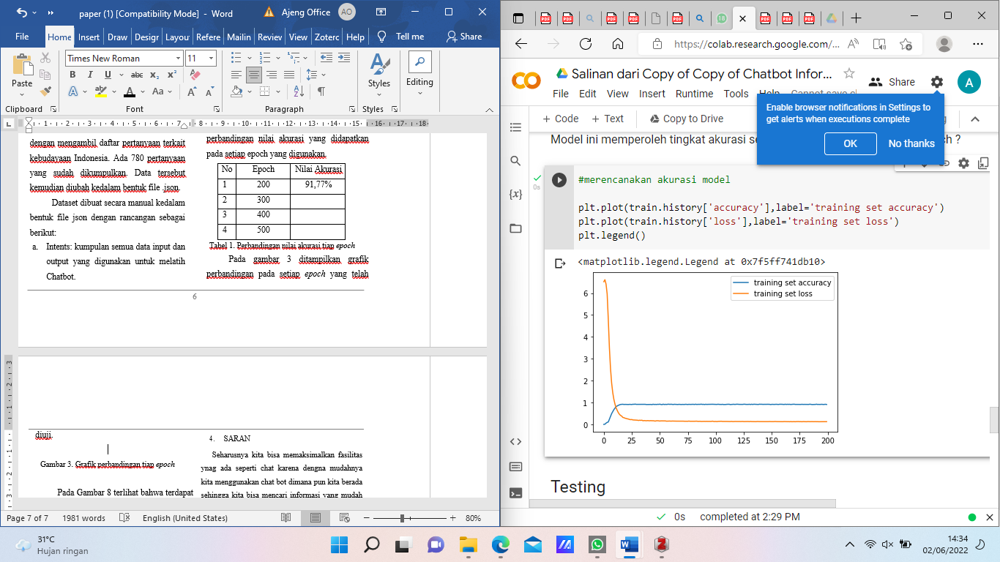 paper (1) [Compatibility Mode] - Word
Ajeng Office
AO
File
Home
Insert
Draw
Desigr
Layou
Refere
Mailin
Reviev
View
Zoterc
Help
Tell me
Share
Paste
Times New Roman
11
B I U abc x₂ x²
Aa
Styles
Editing
Clipboard
Font
Paragraph
Styles
dengan mengambil daftar pertanyaan terkait
kebudayaan Indonesia. Ada 780 pertanyaan
yang sudah dikumpulkan. Data tersebut
kemudian diubah kedalam bentuk file .json.
Dataset dibuat secara manual kedalam
bentuk file json dengan rancangan sebagai
berikut:
a. Intents: kumpulan semua data input dan
output yang digunakan untuk melatih
Chatbot.
perbandingan nilai akurasi yang didapatkan
pada setiap epoch yang digunakan.
No Epoch Nilai Akurasi
1 200 91,77%
2 300
3 400
4 500
Tabel 1. Perbandingan nilai akurasi tiap epoch
Pada gambar 3 ditampilkan grafik
perbandingan pada setiap epoch yang telah
6
diuji.
Gambar 3. Grafik perbandingan tiap epoch
Pada Gambar 8 terlihat bahwa terdapat
4. SARAN
Seharusnya kita bisa memaksimalkan fasilitas
ynag ada seperti chat karena dengna mudahnya
kita menggunakan chat bot dimana pun kita berada
sehingga kita bisa mencari informasi yang mudah
Page 7 of 7
1981 words
English (United States)
80%
https://colab.research.google.com/...
Salinan dari Copy of Copy of Chatbot Infor...
File
Edit
View
Insert
Runtime
Tools
Help
Share
A
Enable browser notifications in Settings to
get alerts when executions complete
OK
No thanks
+ Code
+ Text
Copy to Drive
Model ini memperoleh tingkat akurasi se
?
0s
{x}
#merencanakan akurasi model
plt.plot(train.history['accuracy'],label='training set accuracy')
plt.plot(train.history['loss'],label='training set loss')
plt.legend()
<matplotlib.legend.Legend at 0x7f5ff741db10>
training set accuracy
training set loss
6
5
4
3
2
1
0
0 25 50 75 100 125 150 175 200
Testing
0s
completed at 2:29 PM
31°C
Hujan ringan
14:34
02/06/2022